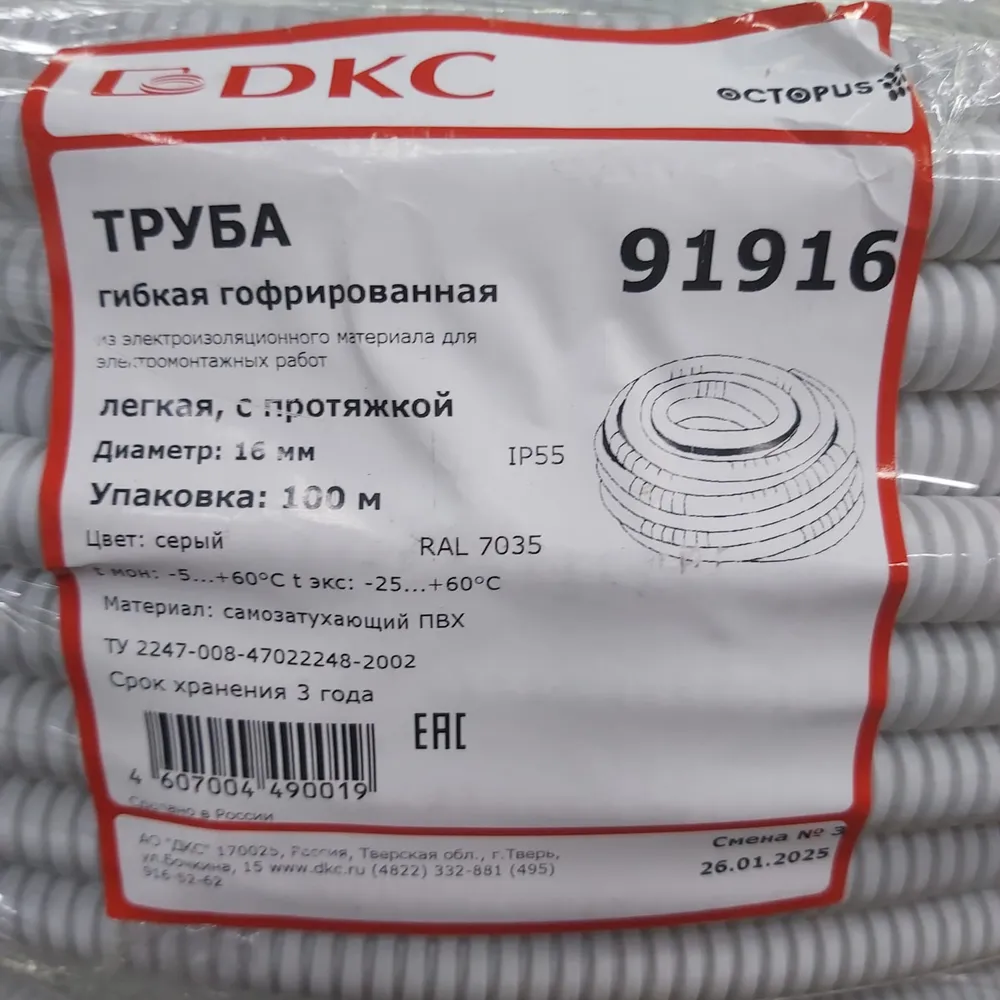 DKC
OCTOPUS
ТРУБА
91916
гибкая гофрированная
из электроизоляционного материала для
электромонтажных работ
легкая, с протяжкой
Диаметр: 16 мм
IP55
Упаковка: 100 м
Цвет: серый
RAL 7035
t мон: -5...+60°C t экс: -25...+60°C
Материал: самозатухающий ПВХ
ТУ 2247-008-47022248-2002
Срок хранения 3 года
EAC
4 607004 490019
Сделано в России
АО "ДКС" 170025, Россия, Тверская обл., г.Тверь,
ул.Бочкина, 15 www.dkc.ru (4822) 332-881 (495)
916-52-62
Смена № 3
26.01.2025